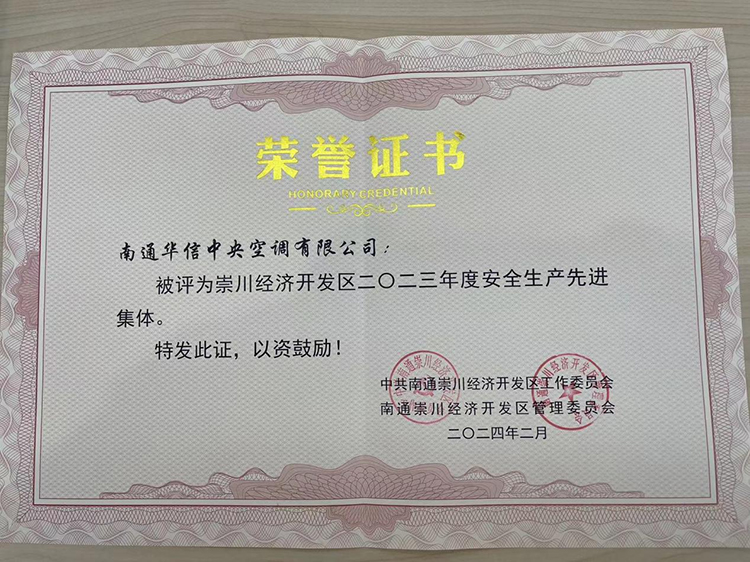 荣誉证书
HONORARY CREDENTIAL
南通华信中央空调有限公司：
被评为崇川经济开发区二〇二三年度安全生产先进
集体。
特发此证，以资鼓励！
中共南通崇川经济开发区工作委员会
南通崇川经济开发区管理委员会
二〇二四年二月